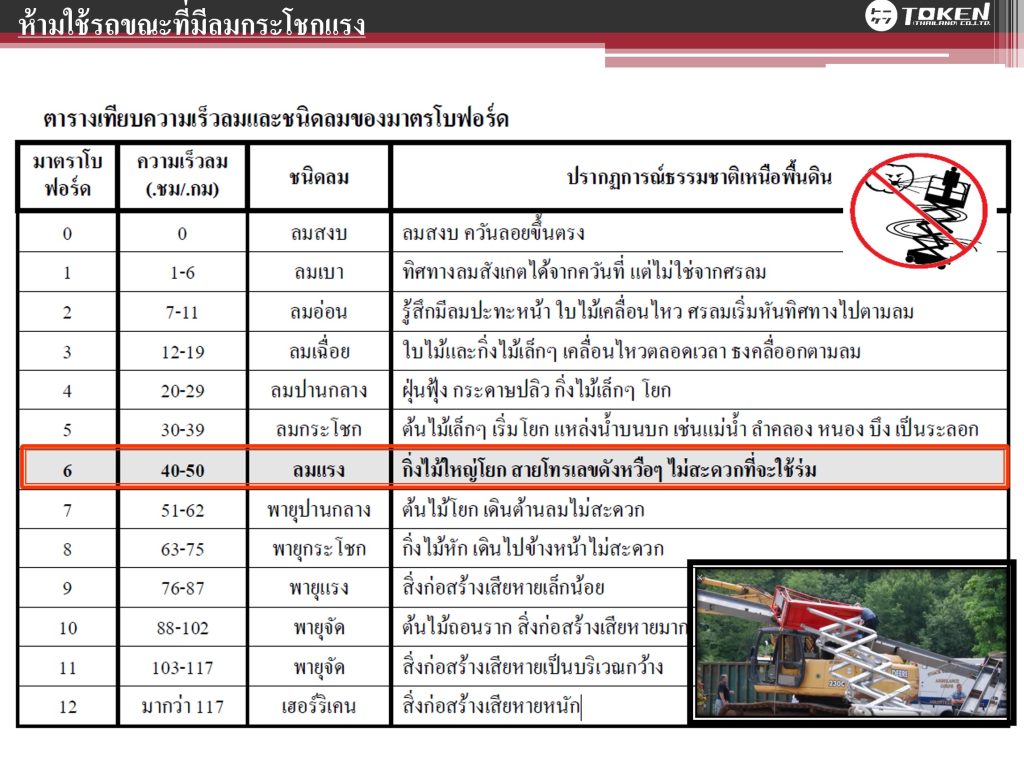 ห้ามใช้รถขณะที่มีลมกระโชกแรง
TOKEN
(THAILAND) CO.,LTD.
ตารางเทียบความเร็วลมและชนิดลมของมาตรโบฟอร์ด
มาตราโบฟอร์ด ความเร็วลม (.ชม/.กม) ชนิดลม ปรากฏการณ์ธรรมชาติเหนือพื้นดิน
0 0 ลมสงบ ลมสงบ ควันลอยขึ้นตรง
1 1-6 ลมเบา ทิศทางลมสังเกตได้จากควันที่ แต่ไม่ใช่จากศรลม
2 7-11 ลมอ่อน รู้สึกมีลมปะทะหน้า ใบไม้เคลื่อนไหว ศรลมเริ่มหันทิศทางไปตามลม
3 12-19 ลมเฉื่อย ใบไม้และกิ่งไม้เล็กๆ เคลื่อนไหวตลอดเวลา ธงคลี่ออกตามลม
4 20-29 ลมปานกลาง ฝุ่นฟุ้ง กระดาษปลิว กิ่งไม้เล็กๆ โยก
5 30-39 ลมกระโชก ต้นไม้เล็กๆ เริ่มโยก แหล่งน้ำบนบก เช่นแม่น้ำ ลำคลอง หนอง บึง เป็นระลอก
6 40-50 ลมแรง กิ่งไม้ใหญ่โยก สายโทรเลขดังหวือๆ ไม่สะดวกที่จะใช้ร่ม
7 51-62 พายุปานกลาง ต้นไม้โยก เดินต้านลมไม่สะดวก
8 63-75 พายุกระโชก กิ่งไม้หัก เดินไปข้างหน้าไม่สะดวก
9 76-87 พายุแรง สิ่งก่อสร้างเสียหายเล็กน้อย
10 88-102 พายุจัด ต้นไม้ถอนราก สิ่งก่อสร้างเสียหายมาก
11 103-117 พายุจัด สิ่งก่อสร้างเสียหายเป็นบริเวณกว้าง
12 มากว่า 117 เฮอร์ริเคน สิ่งก่อสร้างเสียหายหนัก